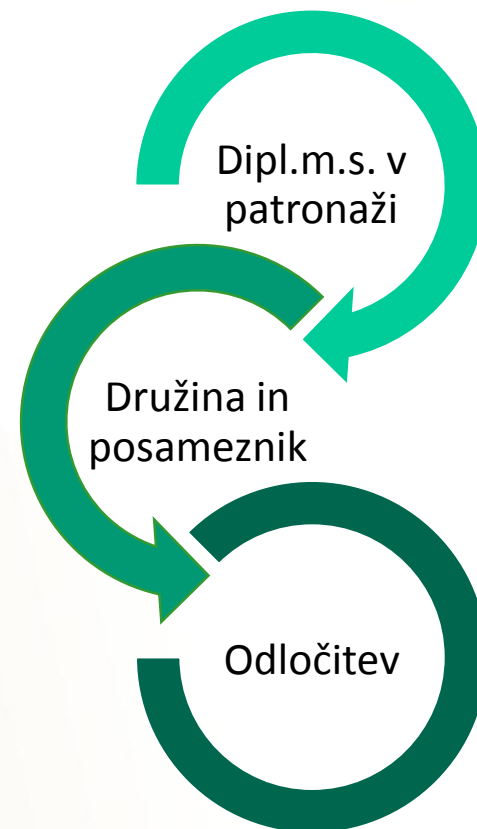 Dipl.m.s. v
patronaži
Družina in
posameznik
Odločitev